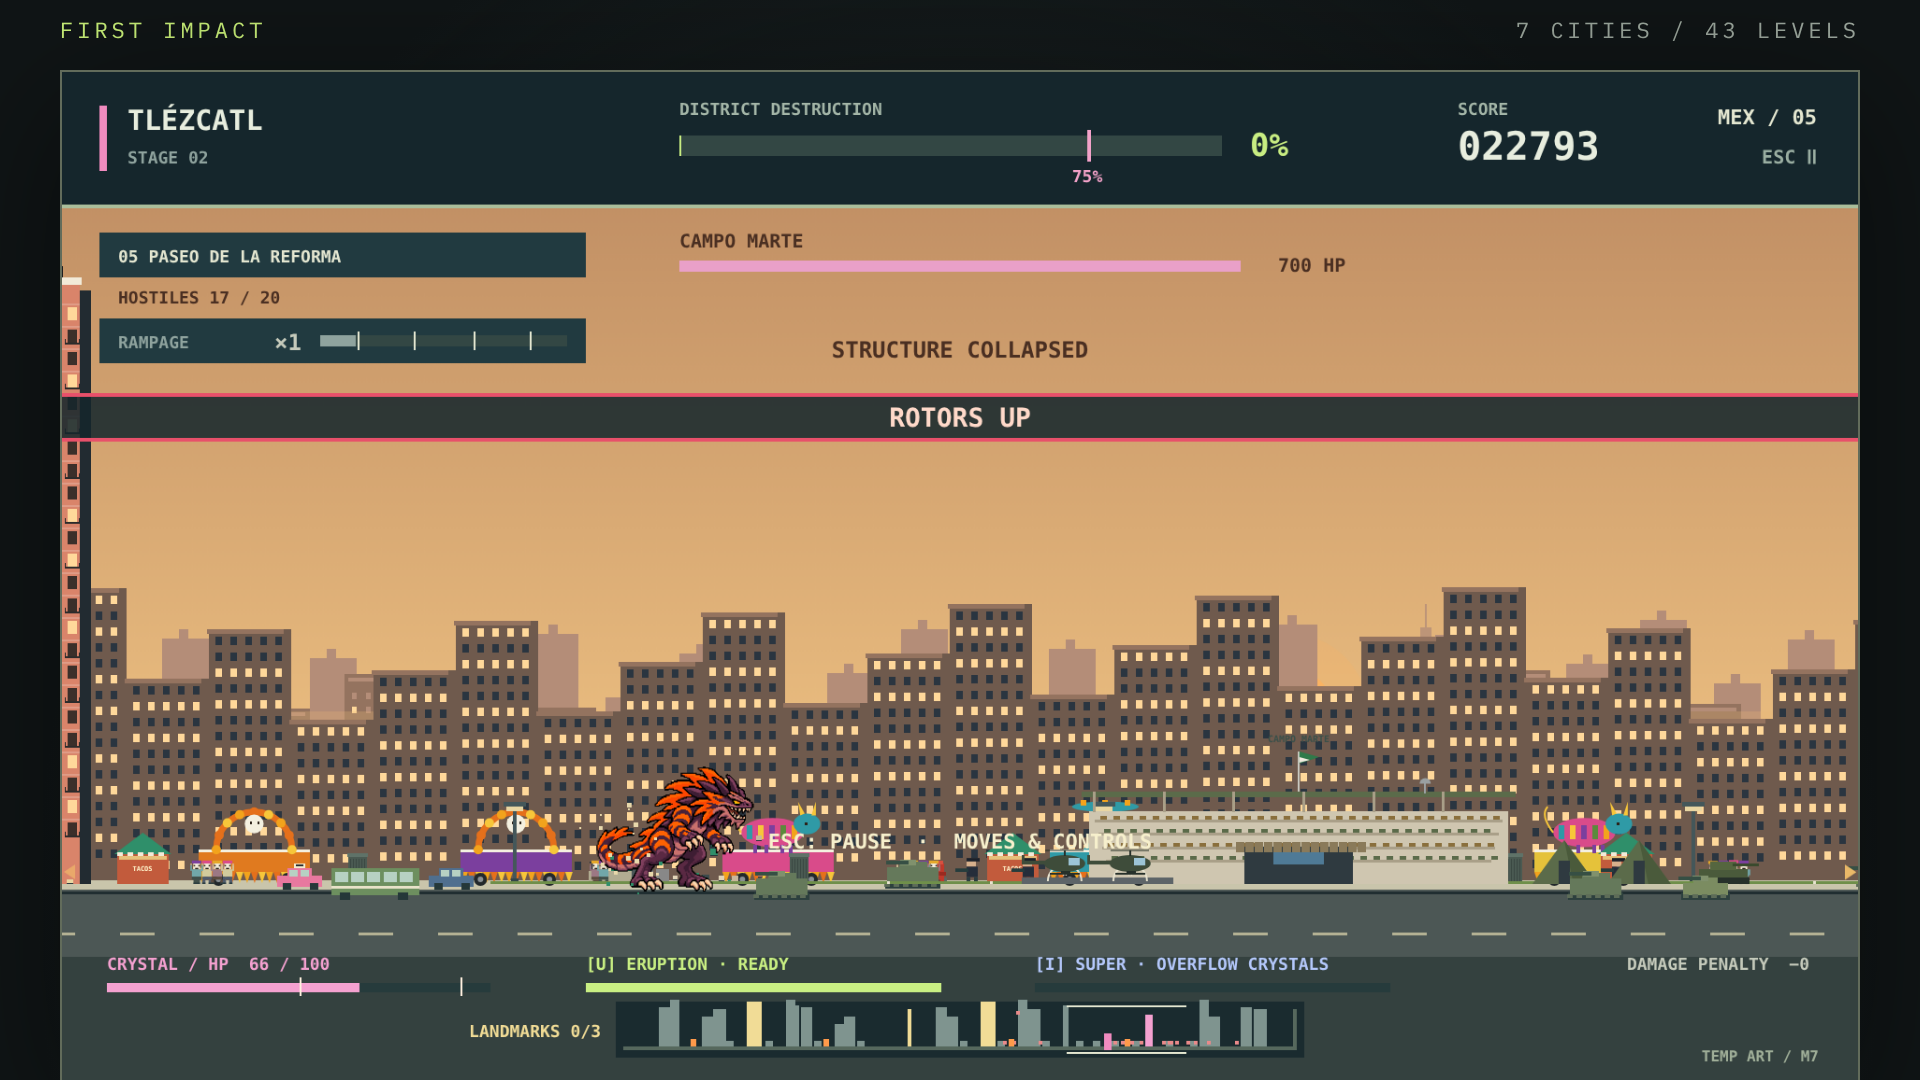 FIRST IMPACT
7 CITIES / 43 LEVELS
TLÉZCATL
STAGE 02
DISTRICT DESTRUCTION
0%
75%
SCORE
022793
MEX / 05
ESC II
05 PASEO DE LA REFORMA
HOSTILES 17 / 20
RAMPAGE ×1
CAMPO MARTE
700 HP
STRUCTURE COLLAPSED
ROTORS UP
CAMPO MARTE
ESC: PAUSE · MOVES & CONTROLS
TACOS
CRYSTAL / HP 66 / 100
[U] ERUPTION · READY
[I] SUPER · OVERFLOW CRYSTALS
DAMAGE PENALTY −0
LANDMARKS 0/3
TEMP ART / M7